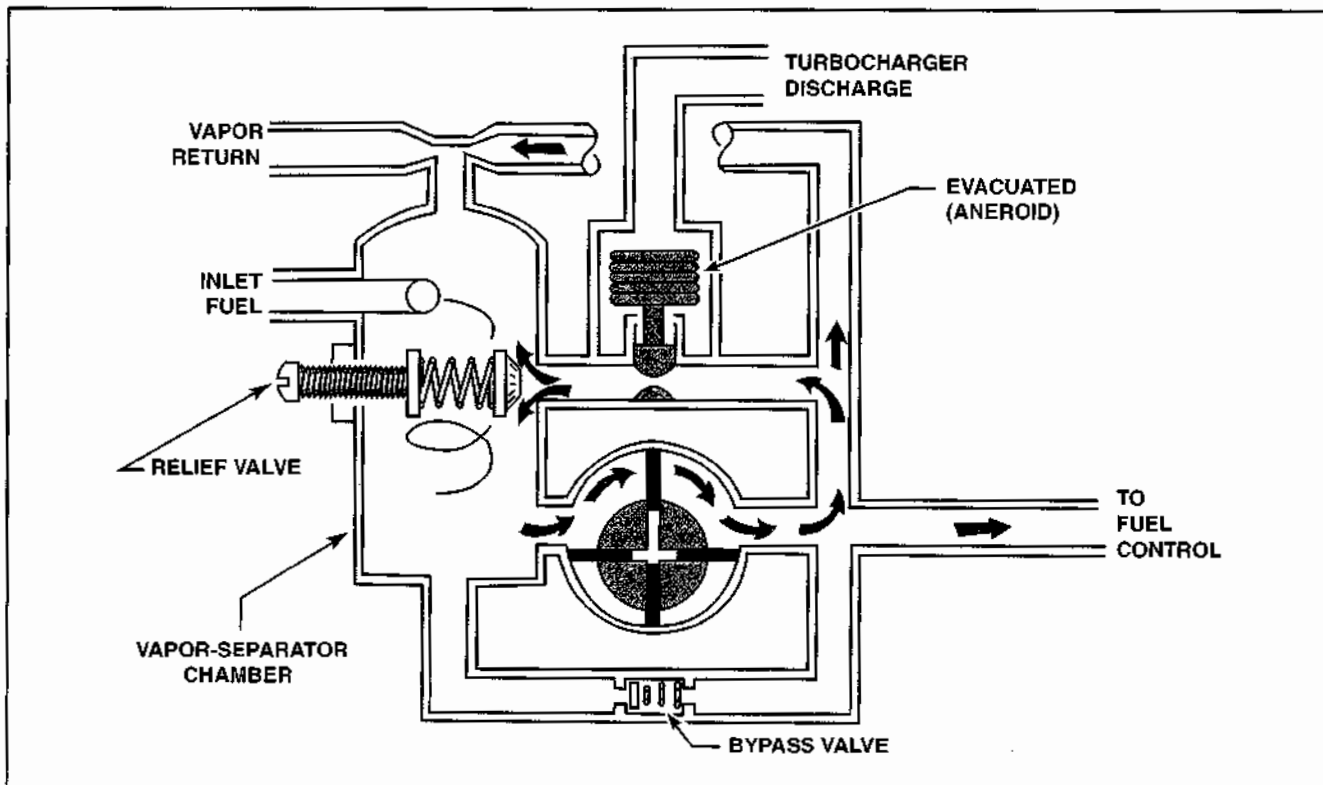 TURBOCHARGER
DISCHARGE
VAPOR
RETURN
EVACUATED
(ANEROID)
INLET
FUEL
RELIEF VALVE
TO
FUEL
CONTROL
VAPOR-SEPARATOR
CHAMBER
BYPASS VALVE